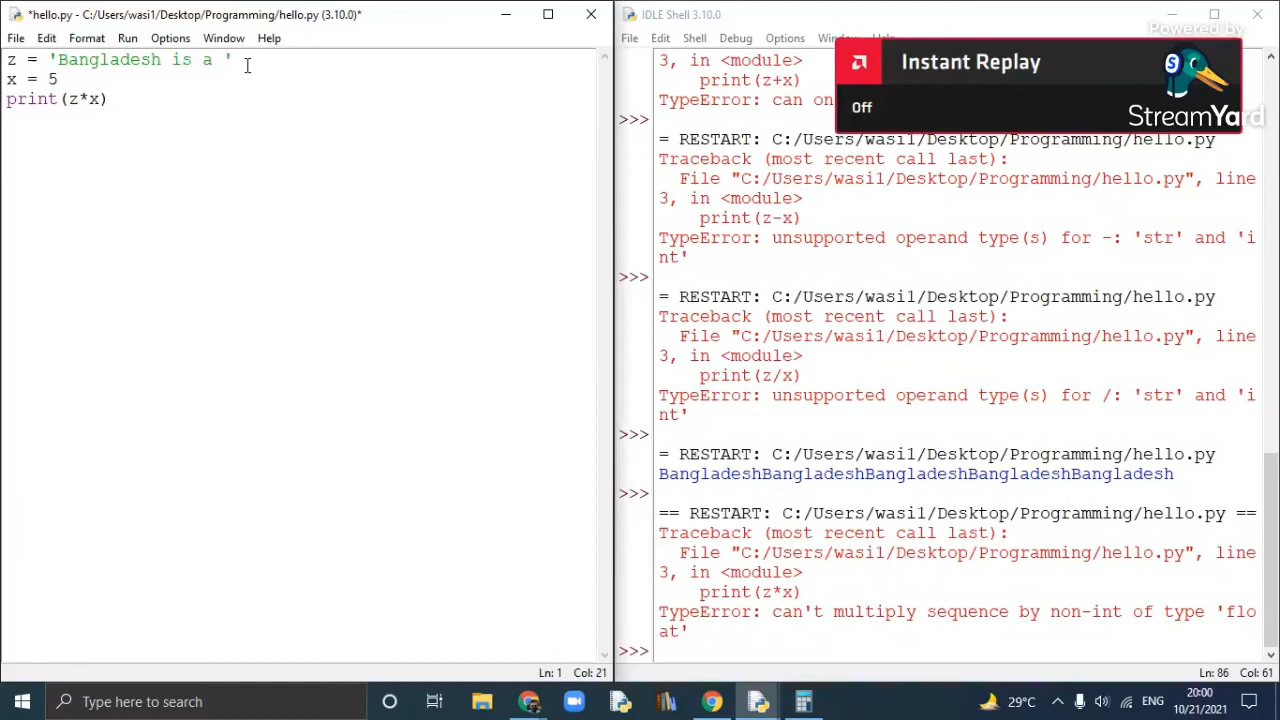 *hello.py - C:/Users/wasi1/Desktop/Programming/hello.py (3.10.0)*
File Edit Format Run Options Window Help
z = 'Bangladesh is a '
x = 5
print(z*x)
Ln: 1 Col: 21
IDLE Shell 3.10.0
File Edit Shell Debug Options
Powered by
Instant Replay
Off
StreamYard
3, in <module>
print(z+x)
TypeError: can on
>>>
= RESTART: C:/Users/wasi1/Desktop/Programming/hello.py
Traceback (most recent call last):
File "C:/Users/wasi1/Desktop/Programming/hello.py", line
3, in <module>
print(z-x)
TypeError: unsupported operand type(s) for -: 'str' and 'i
nt'
>>>
= RESTART: C:/Users/wasi1/Desktop/Programming/hello.py
Traceback (most recent call last):
File "C:/Users/wasi1/Desktop/Programming/hello.py", line
3, in <module>
print(z/x)
TypeError: unsupported operand type(s) for /: 'str' and 'i
nt'
>>>
= RESTART: C:/Users/wasi1/Desktop/Programming/hello.py
BangladeshBangladeshBangladeshBangladeshBangladesh
>>>
== RESTART: C:/Users/wasi1/Desktop/Programming/hello.py ==
Traceback (most recent call last):
File "C:/Users/wasi1/Desktop/Programming/hello.py", line
3, in <module>
print(z*x)
TypeError: can't multiply sequence by non-int of type 'flo
at'
>>>
Ln: 86 Col: 61
Type here to search
29°C
ENG
20:00
10/21/2021